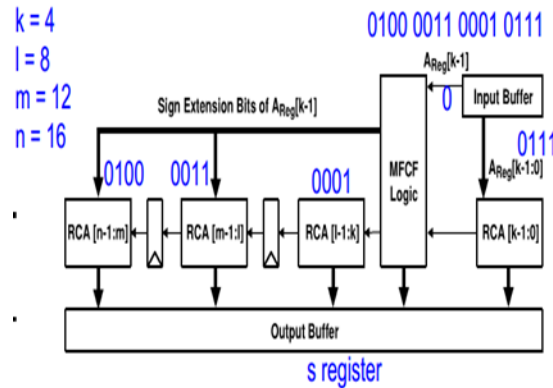 k = 4
l = 8
m = 12
n = 16
0100 0011 0001 0111
A_Reg[k-1]
0
Input Buffer
Sign Extension Bits of A_Reg[k-1]
MFCF
Logic
0111
A_Reg[k-1:0]
0100
0011
0001
RCA [n-1:m]
RCA [m-1:l]
RCA [l-1:k]
RCA [k-1:0]
Output Buffer
s register